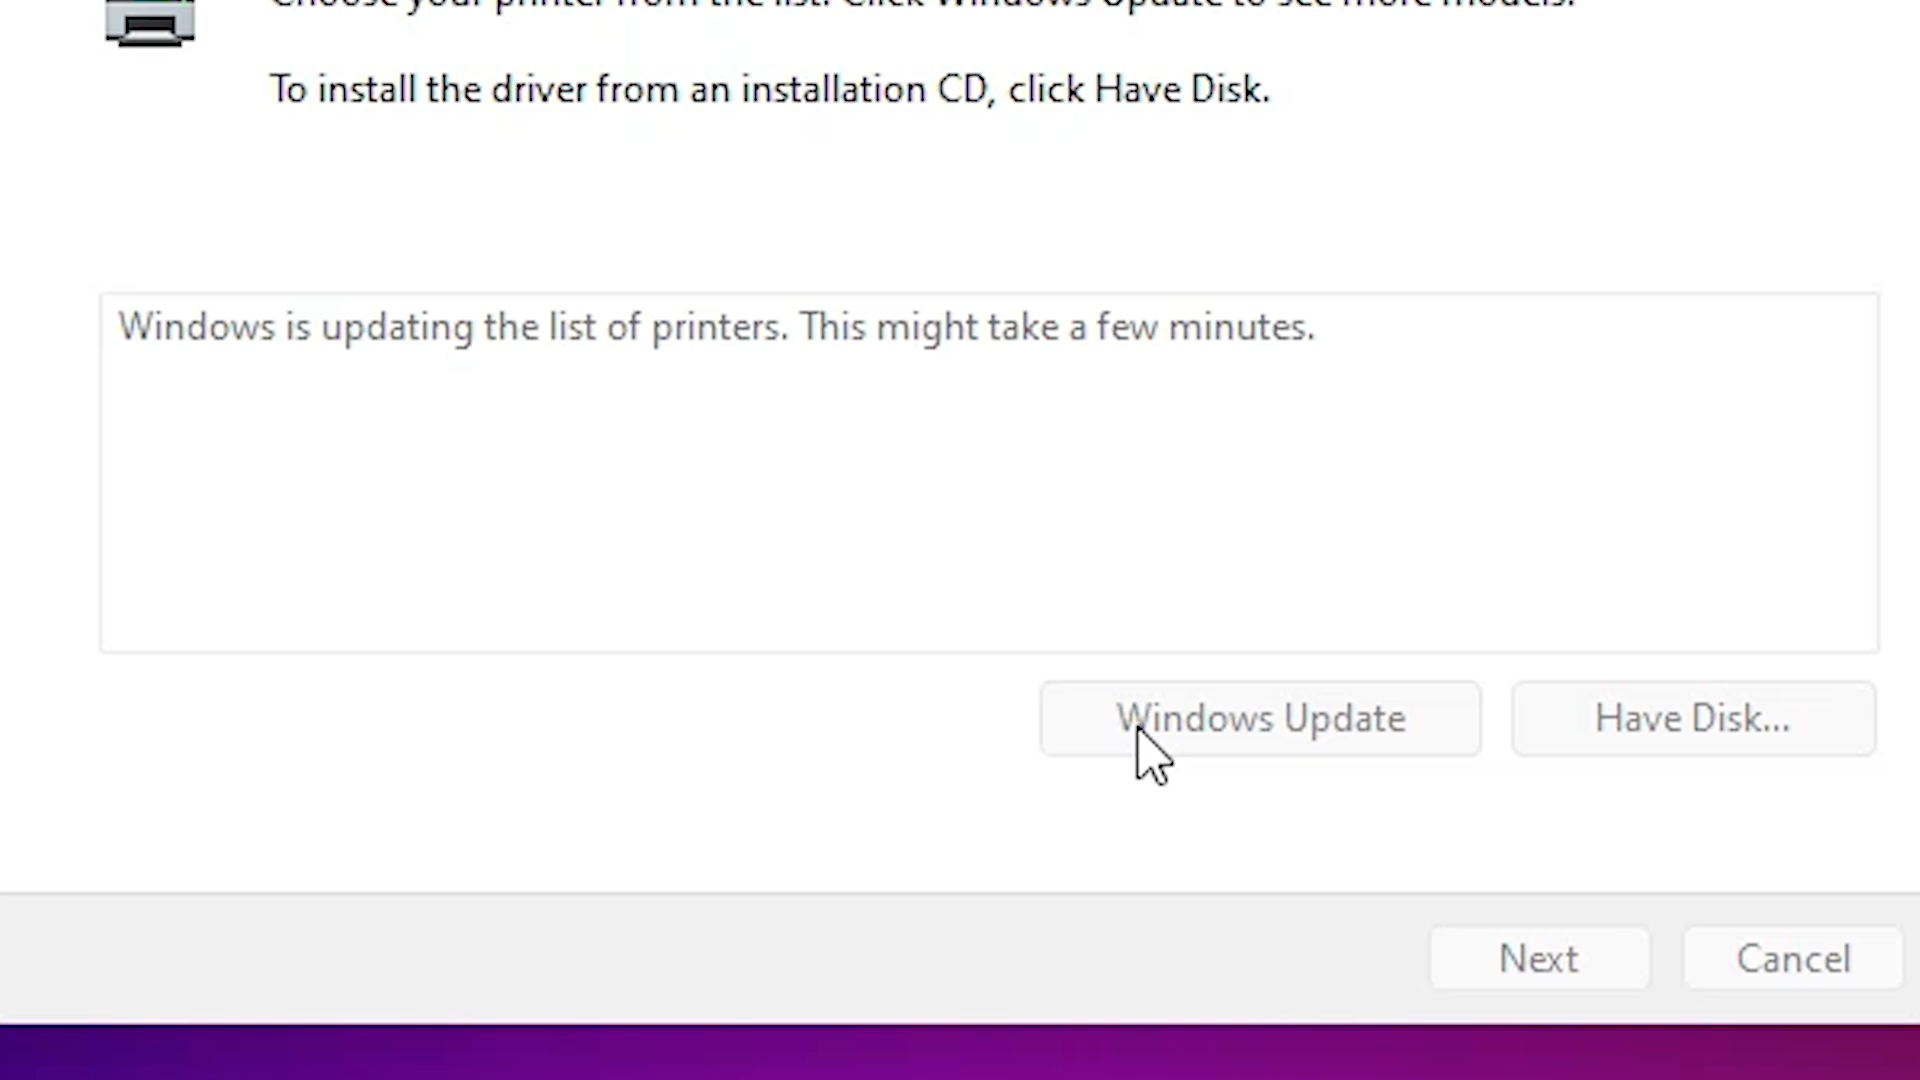 Choose your printer from the list. Click Windows Update to see more models.
To install the driver from an installation CD, click Have Disk.
Windows is updating the list of printers. This might take a few minutes.
Windows Update
Have Disk...
Next
Cancel